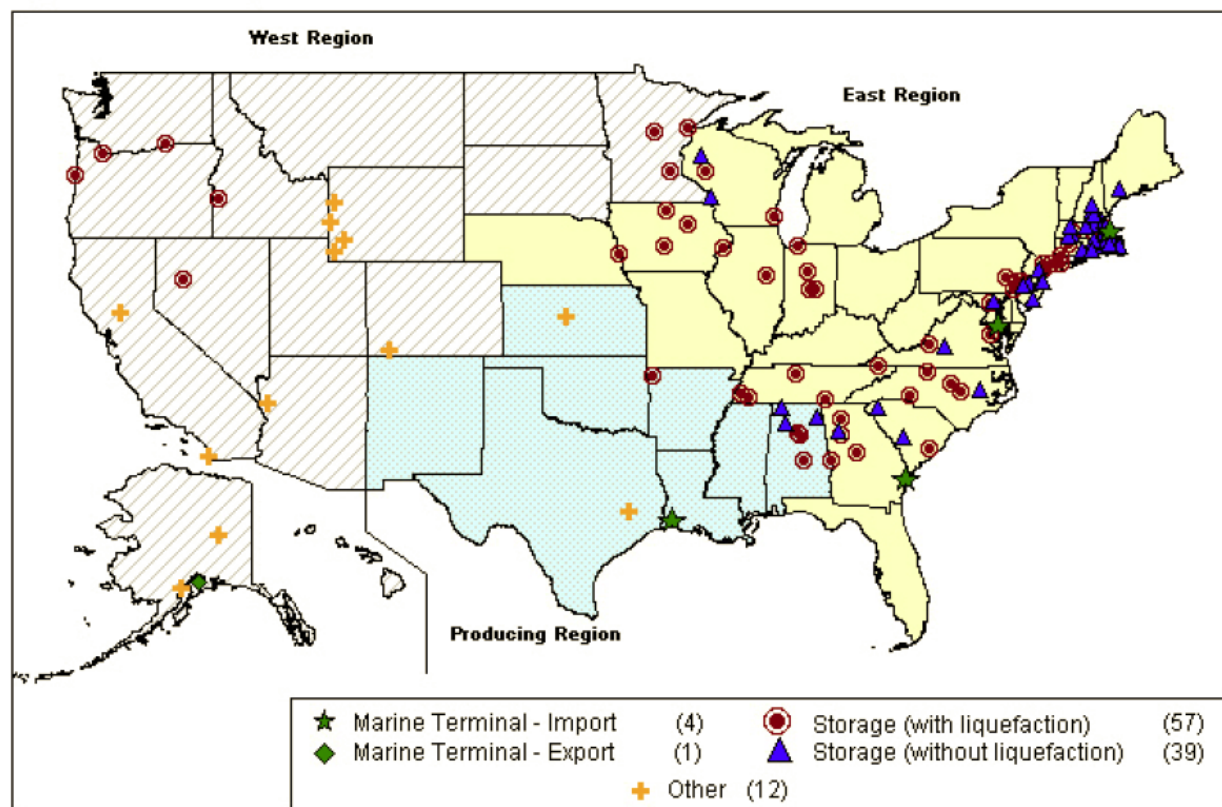 West Region
East Region
Producing Region
Marine Terminal - Import (4)
Storage (with liquefaction) (57)
Marine Terminal - Export (1)
Storage (without liquefaction) (39)
Other (12)